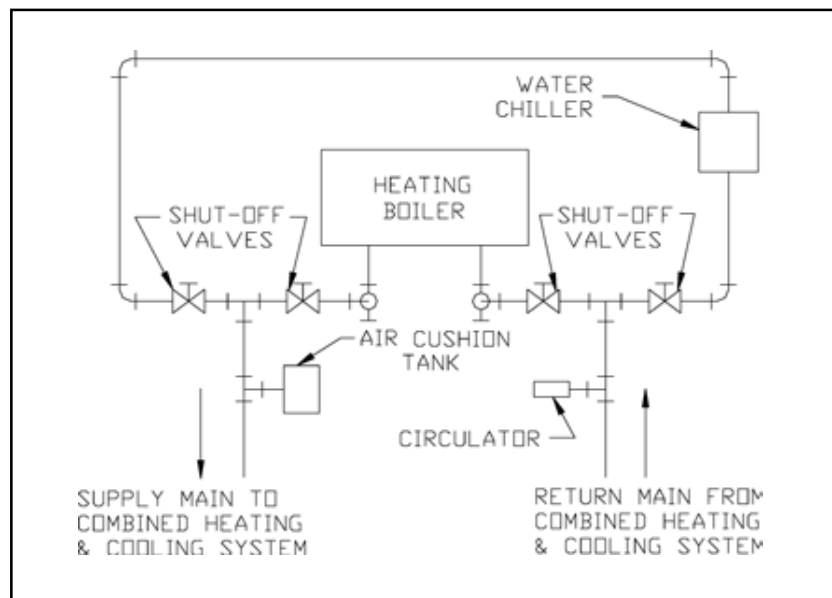 WATER
CHILLER
HEATING
BOILER
SHUT-OFF
VALVES
SHUT-OFF
VALVES
AIR CUSHION
TANK
CIRCULATOR
SUPPLY MAIN TO
COMBINED HEATING
& COOLING SYSTEM
RETURN MAIN FROM
COMBINED HEATING
& COOLING SYSTEM